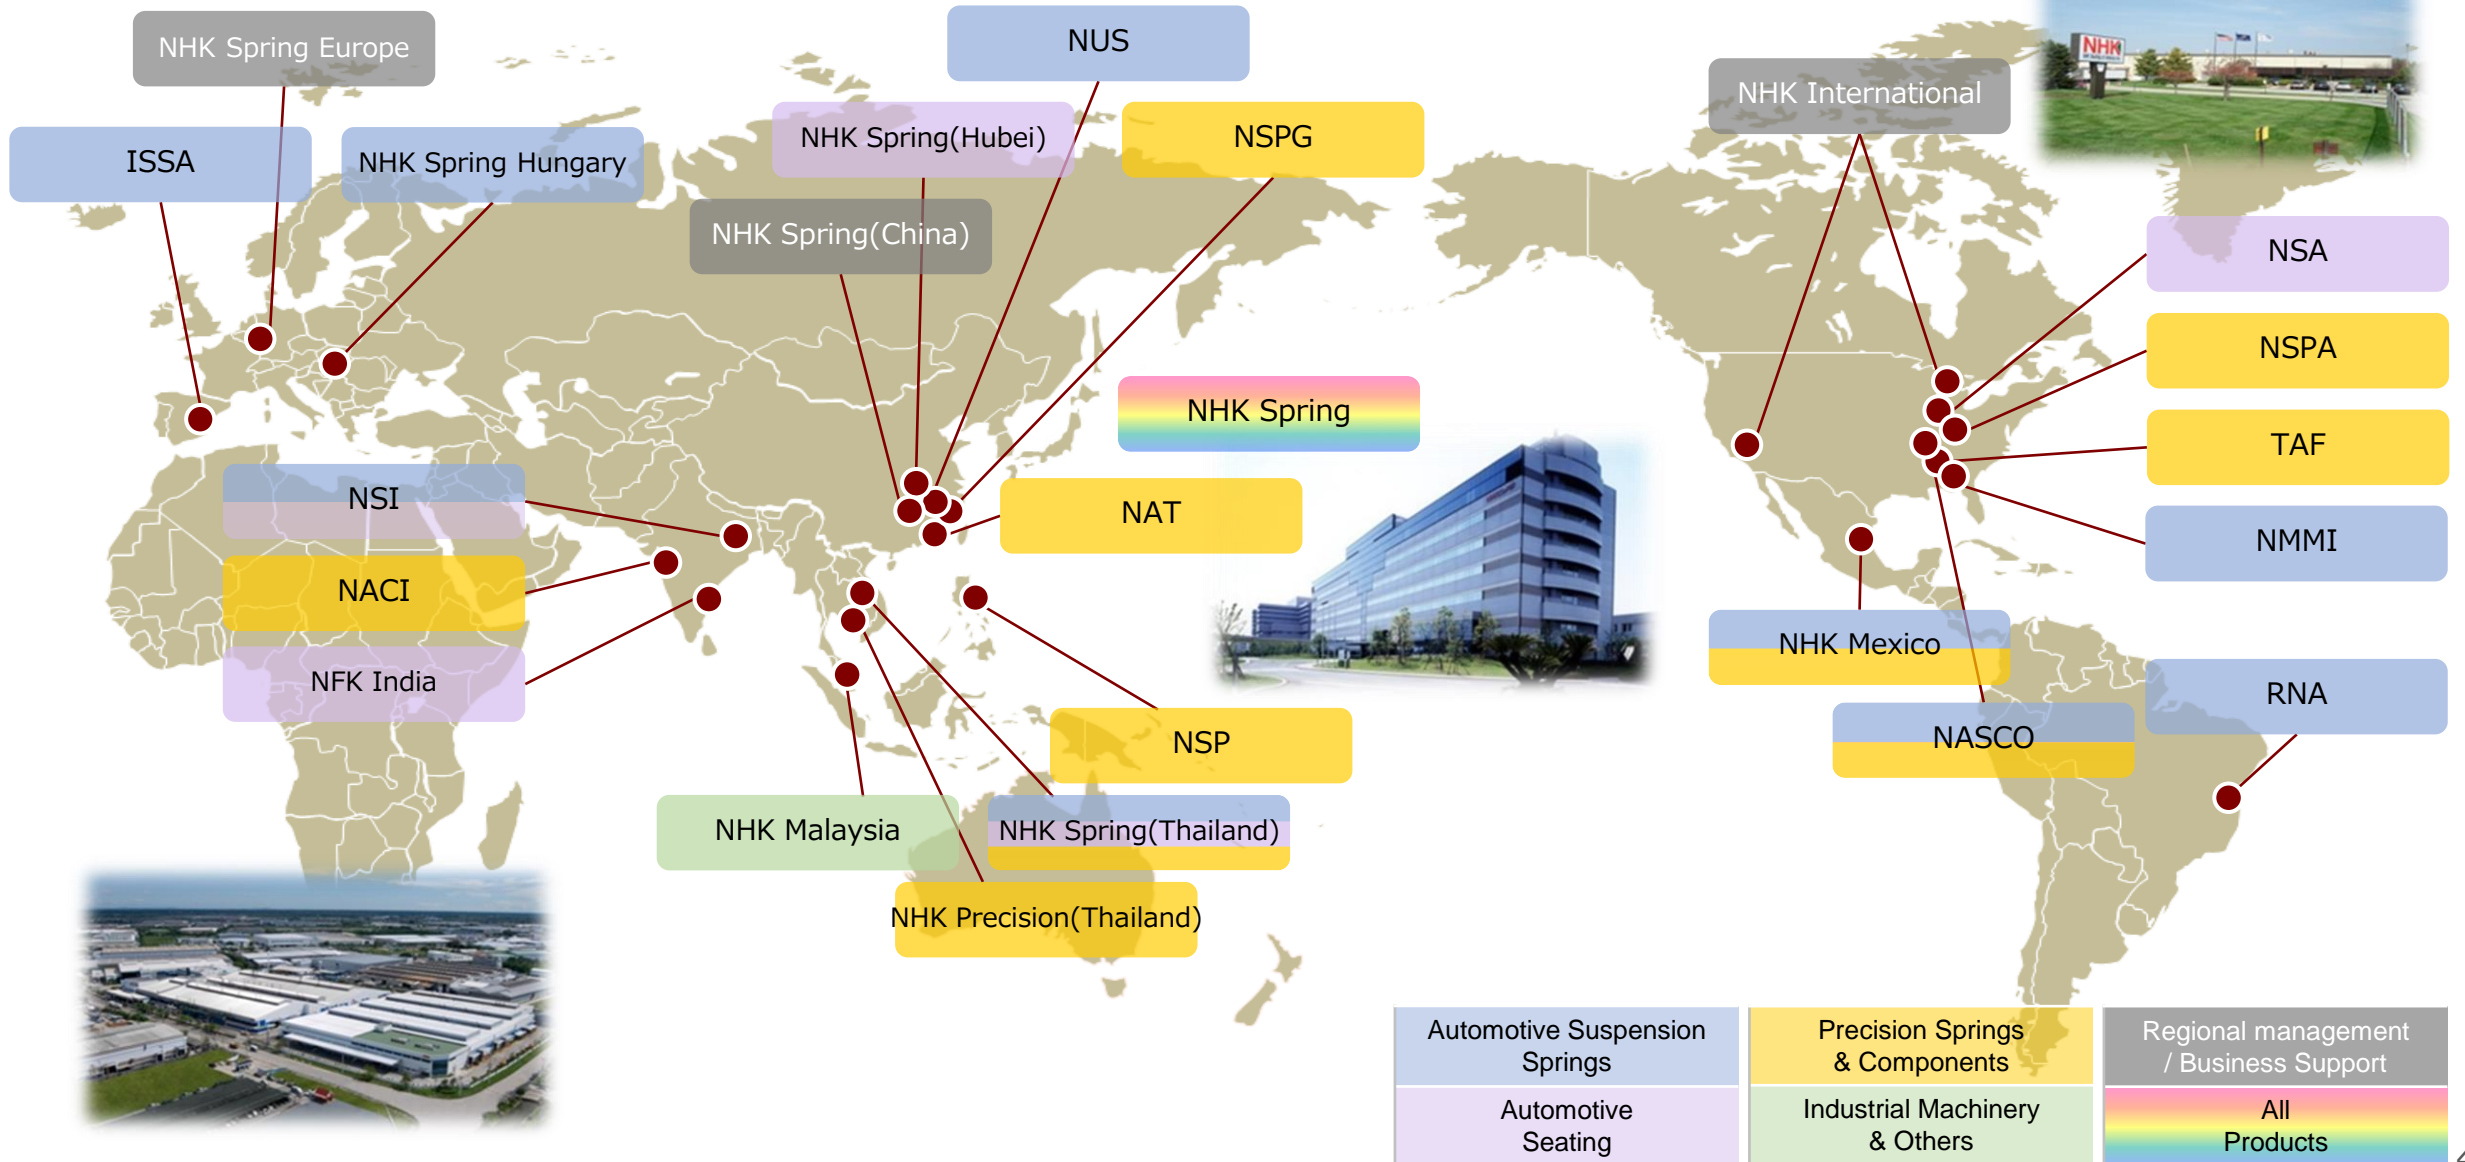 NHK Spring Europe
NUS
NHK
NHK International
ISSA
NHK Spring Hungary
NHK Spring(Hubei)
NSPG
NHK Spring(China)
NSA
NSPA
NHK Spring
TAF
NSI
NAT
NMMI
NACI
NFK India
NHK Mexico
RNA
NSP
NASCO
NHK Malaysia
NHK Spring(Thailand)
NHK Precision(Thailand)
Automotive Suspension
Springs
Precision Springs
& Components
Regional management
/ Business Support
Automotive
Seating
Industrial Machinery
& Others
All
Products